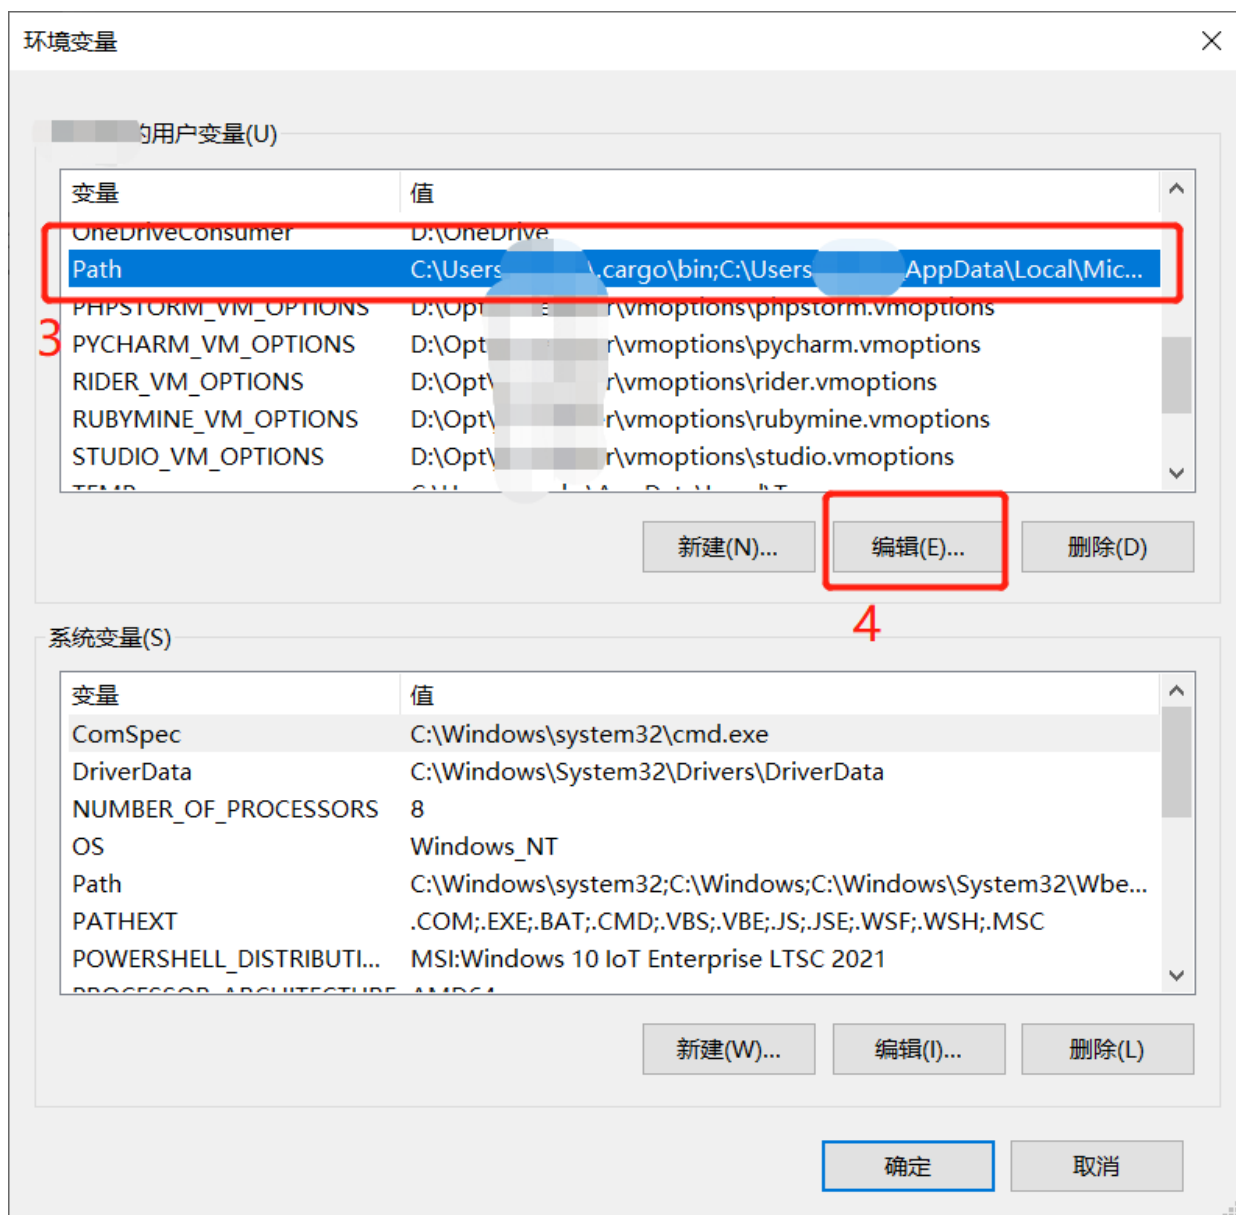 环境变量
的用户变量(U)
变量 值
OneDriveConsumer D:\OneDrive
Path C:\Users \.cargo\bin;C:\Users AppData\Local\Mic...
PHPSTORM_VM_OPTIONS D:\Opt r\vmoptions\phpstorm.vmoptions
3
PYCHARM_VM_OPTIONS D:\Opt r\vmoptions\pycharm.vmoptions
RIDER_VM_OPTIONS D:\Opt\ r\vmoptions\rider.vmoptions
RUBYMINE_VM_OPTIONS D:\Opt\ r\vmoptions\rubymine.vmoptions
STUDIO_VM_OPTIONS D:\Opt\ r\vmoptions\studio.vmoptions
TEMP
新建(N)... 编辑(E)... 删除(D)
4
系统变量(S)
变量 值
ComSpec C:\Windows\system32\cmd.exe
DriverData C:\Windows\System32\Drivers\DriverData
NUMBER_OF_PROCESSORS 8
OS Windows_NT
Path C:\Windows\system32;C:\Windows;C:\Windows\System32\Wbe...
PATHEXT .COM;.EXE;.BAT;.CMD;.VBS;.VBE;.JS;.JSE;.WSF;.WSH;.MSC
POWERSHELL_DISTRIBUTI... MSI:Windows 10 IoT Enterprise LTSC 2021
PROCESSOR_ARCHITECTURE AMD64
新建(W)... 编辑(I)... 删除(L)
确定 取消